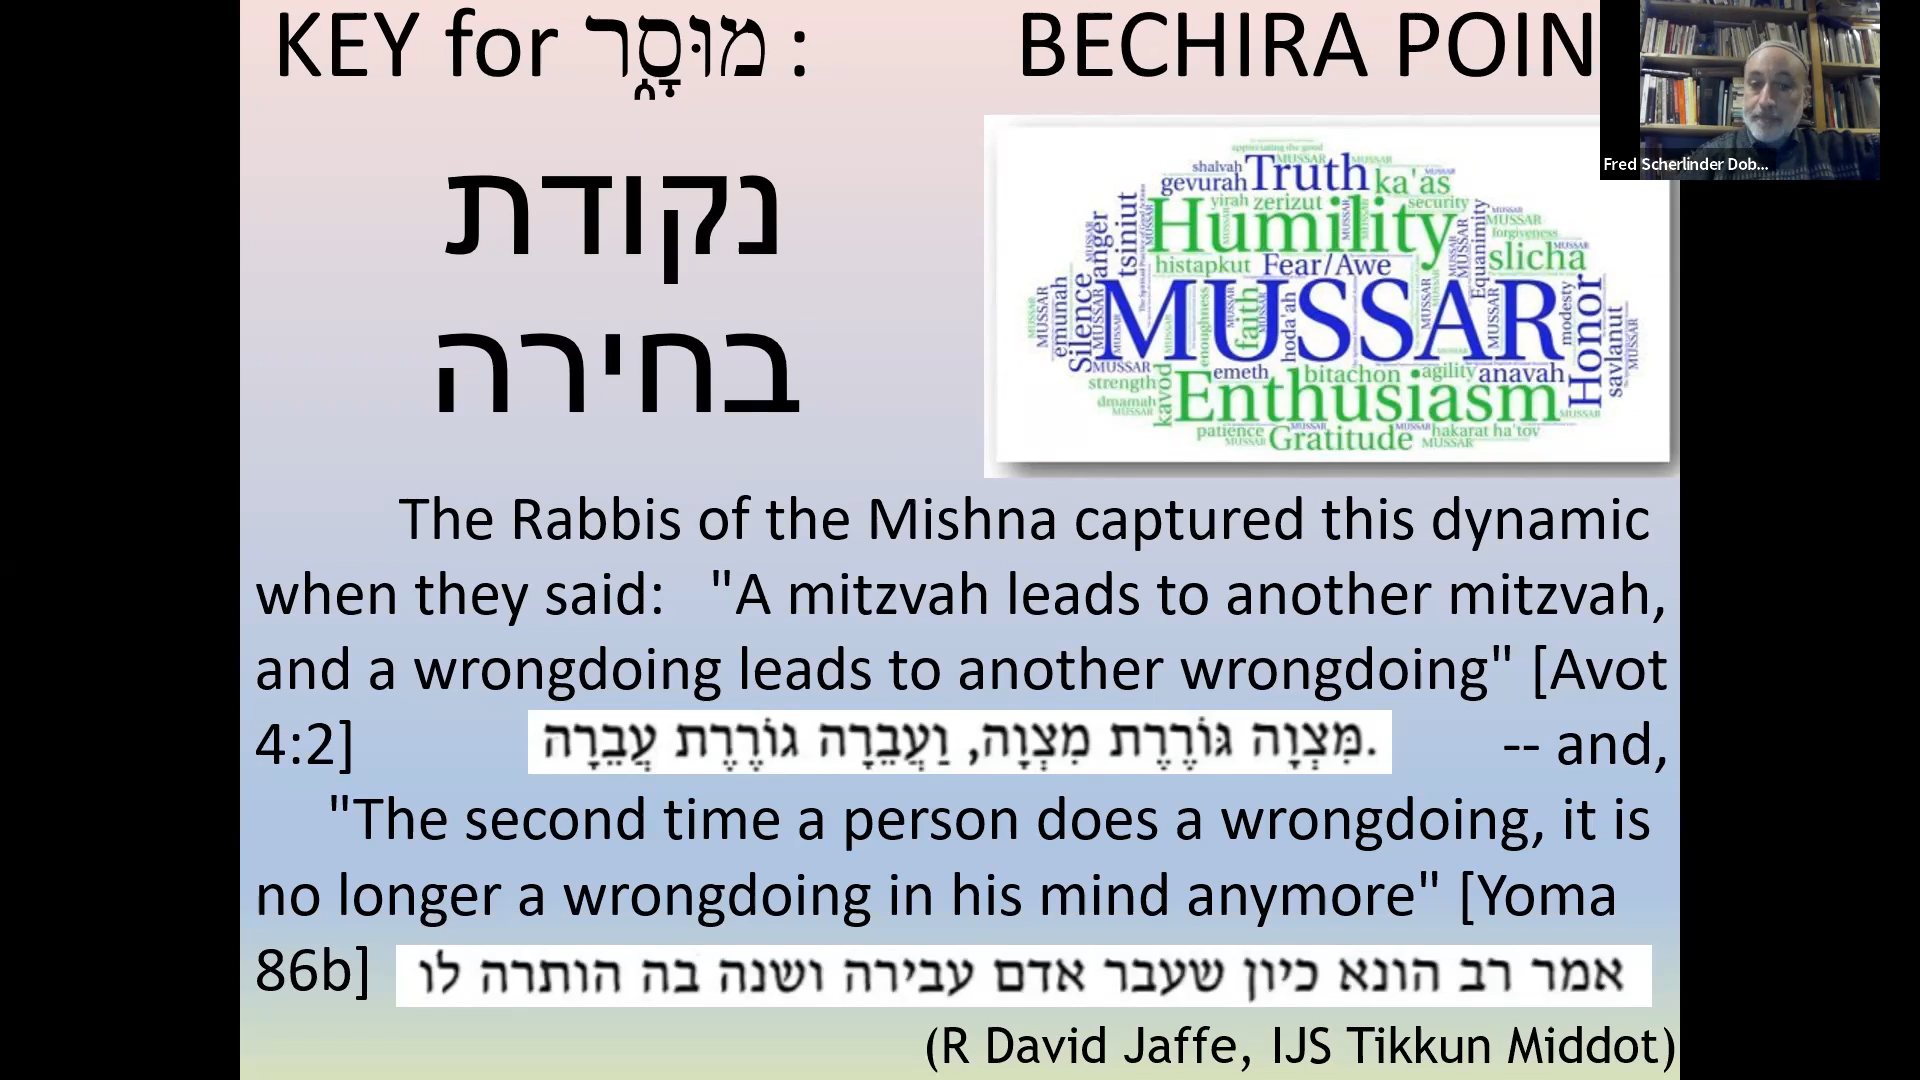 KEY for מוּסָ֑ר : BECHIRA POIN
נקודת
בחירה
Truth
Humility
Fear/Awe
MUSSAR
Enthusiasm
Gratitude
shalvah
gevurah
ka'as
yirah zerizut
security
histapkut
slicha
forgiveness
Equanimity
anger
tsiniut
Silence
emunah
faith
hoda'ah
enoughness
modesty
Honor
savlanut
strength
dmamah
kavod
emeth
bitachon
agility
anavah
patience
hakarat ha'tov
appreciating the good
Fred Scherlinder Dob...
The Rabbis of the Mishna captured this dynamic
when they said: "A mitzvah leads to another mitzvah,
and a wrongdoing leads to another wrongdoing" [Avot
4:2] מִּצְוָה גּוֹרֶרֶת מִצְוָה, וַעֲבֵרָה גוֹרֶרֶת עֲבֵרָה. -- and,
"The second time a person does a wrongdoing, it is
no longer a wrongdoing in his mind anymore" [Yoma
86b] אמר רב הונא כיון שעבר אדם עבירה ושנה בה הותרה לו
(R David Jaffe, IJS Tikkun Middot)